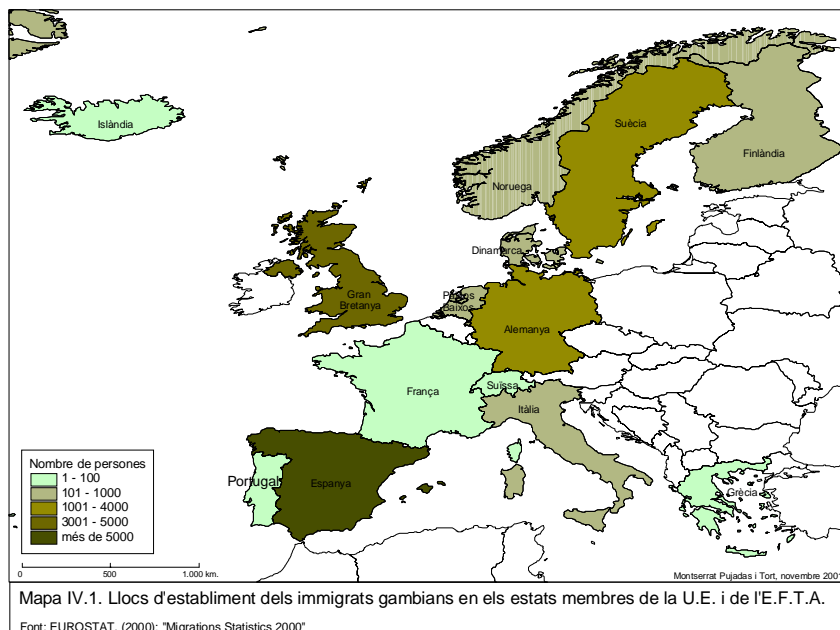 Islàndia
Suècia
Finlàndia
Noruega
Dinamarca
Gran
Bretanya
Països
Baixos
Alemanya
França
Suïssa
Itàlia
Portugal
Espanya
Grècia
Nombre de persones
1 - 100
101 - 1000
1001 - 4000
3001 - 5000
més de 5000
0 500 1.000 km.
Montserrat Pujadas i Tort, novembre 2001
Mapa IV.1. Llocs d'establiment dels immigrats gambians en els estats membres de la U.E. i de l'E.F.T.A.
Font: EUROSTAT, (2000): "Migrations Statistics 2000"